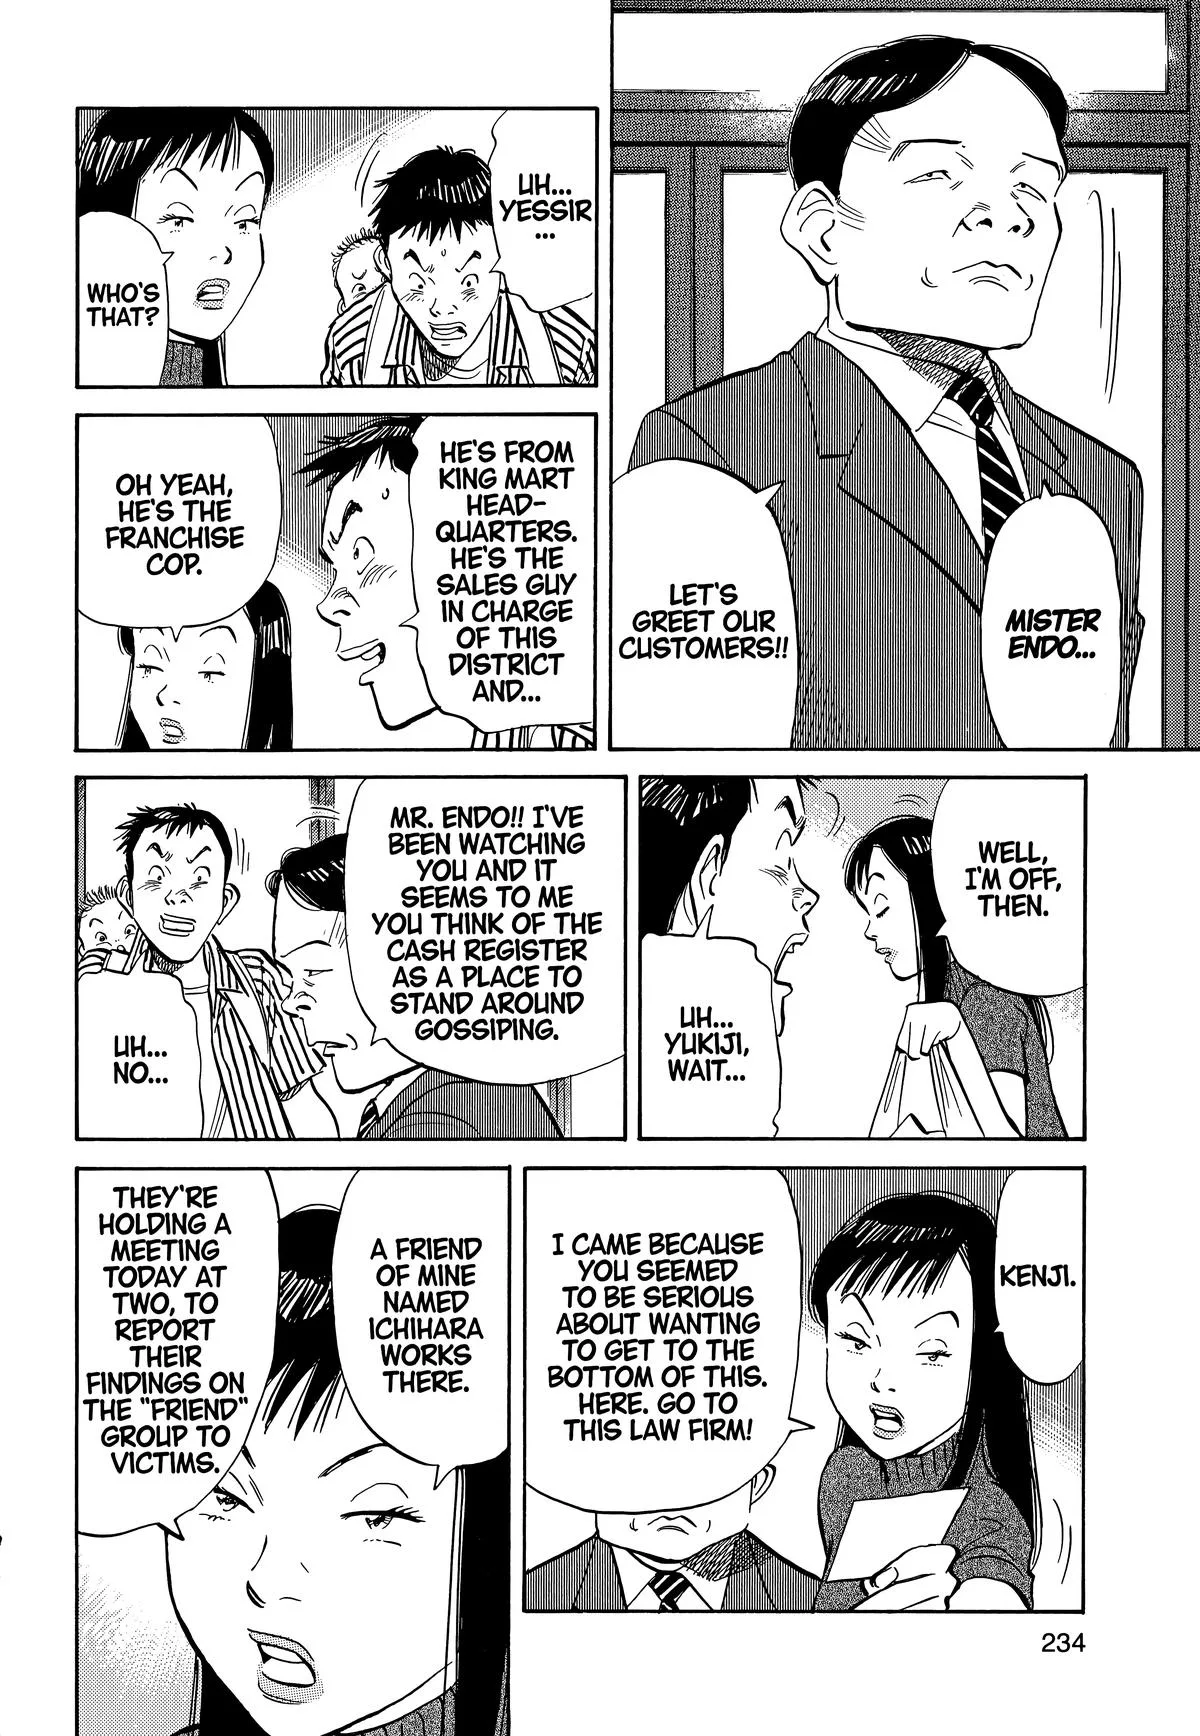 MISTER
ENDO...
LET'S
GREET OUR
CUSTOMERS!!
UH...
YESSIR
...
WHO'S
THAT?
HE'S FROM
KING MART
HEAD-
QUARTERS.
HE'S THE
SALES GUY
IN CHARGE
OF THIS
DISTRICT
AND...
OH YEAH,
HE'S THE
FRANCHISE
COP.
WELL,
I'M OFF,
THEN.
UH...
YUKIJI,
WAIT...
MR. ENDO!! I'VE
BEEN WATCHING
YOU AND IT
SEEMS TO ME
YOU THINK OF THE
CASH REGISTER
AS A PLACE TO
STAND AROUND
GOSSIPING.
UH...
NO...
KENJI.
I CAME BECAUSE
YOU SEEMED
TO BE SERIOUS
ABOUT WANTING
TO GET TO THE
BOTTOM OF THIS.
HERE. GO TO
THIS LAW FIRM!
A FRIEND
OF MINE
NAMED
ICHIHARA
WORKS
THERE.
THEY'RE
HOLDING A
MEETING
TODAY AT
TWO, TO
REPORT
THEIR
FINDINGS ON
THE "FRIEND"
GROUP TO
VICTIMS.
234